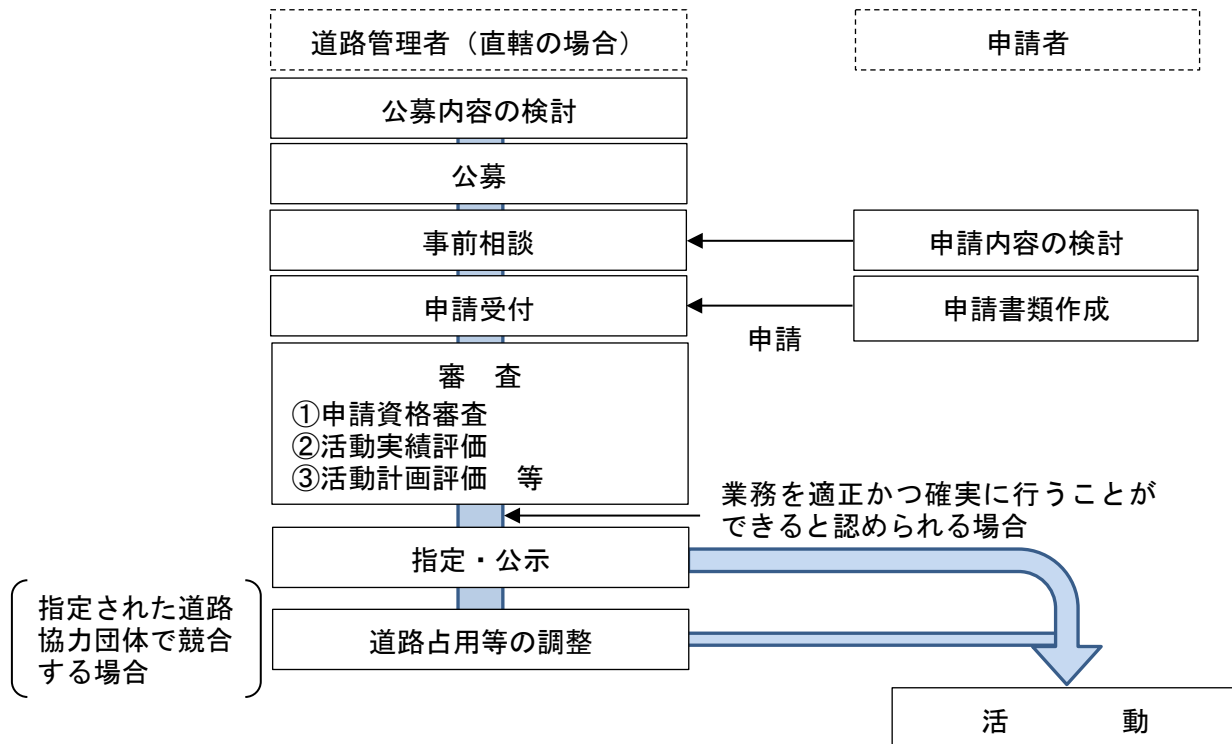 道路管理者（直轄の場合）
申請者
公募内容の検討
公募
事前相談
申請内容の検討
申請受付
申請書類作成
申請
審　査
①申請資格審査
②活動実績評価
③活動計画評価　等
業務を適正かつ確実に行うことが
できると認められる場合
指定・公示
指定された道路
協力団体で競合
する場合
道路占用等の調整
活　　　動